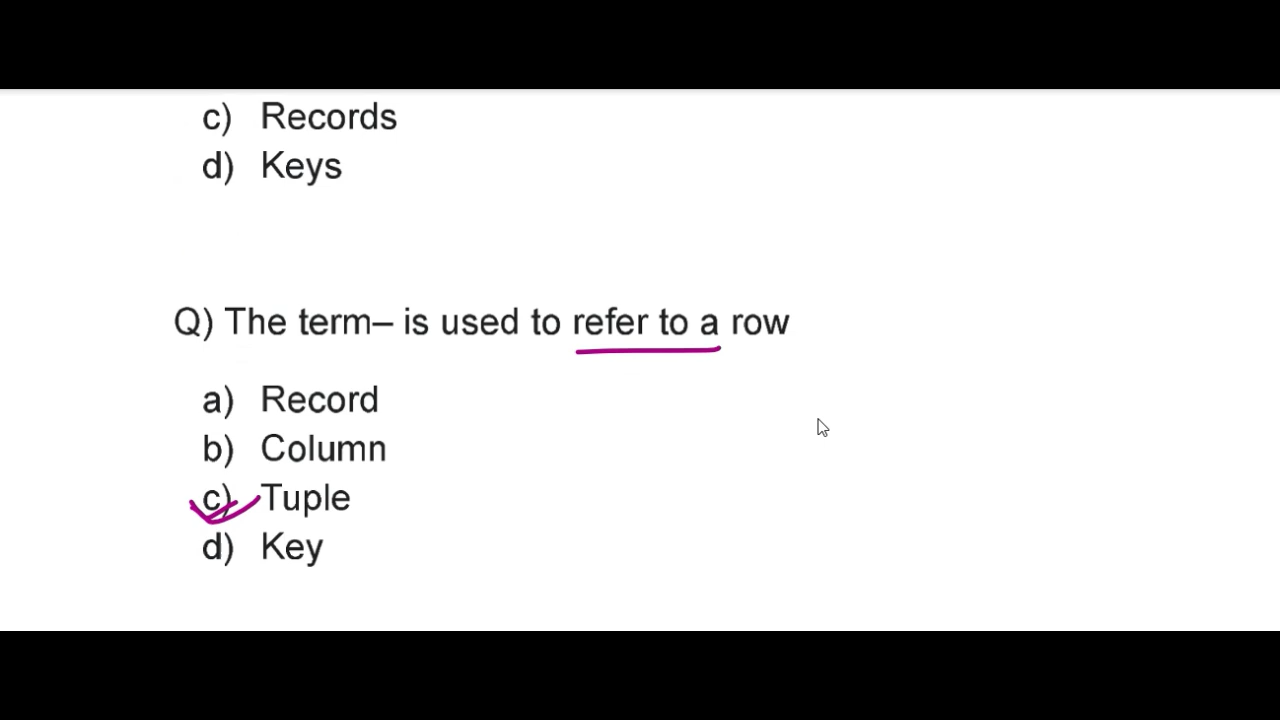 c) Records
d) Keys
Q) The term– is used to refer to a row
a) Record
b) Column
c) Tuple
d) Key